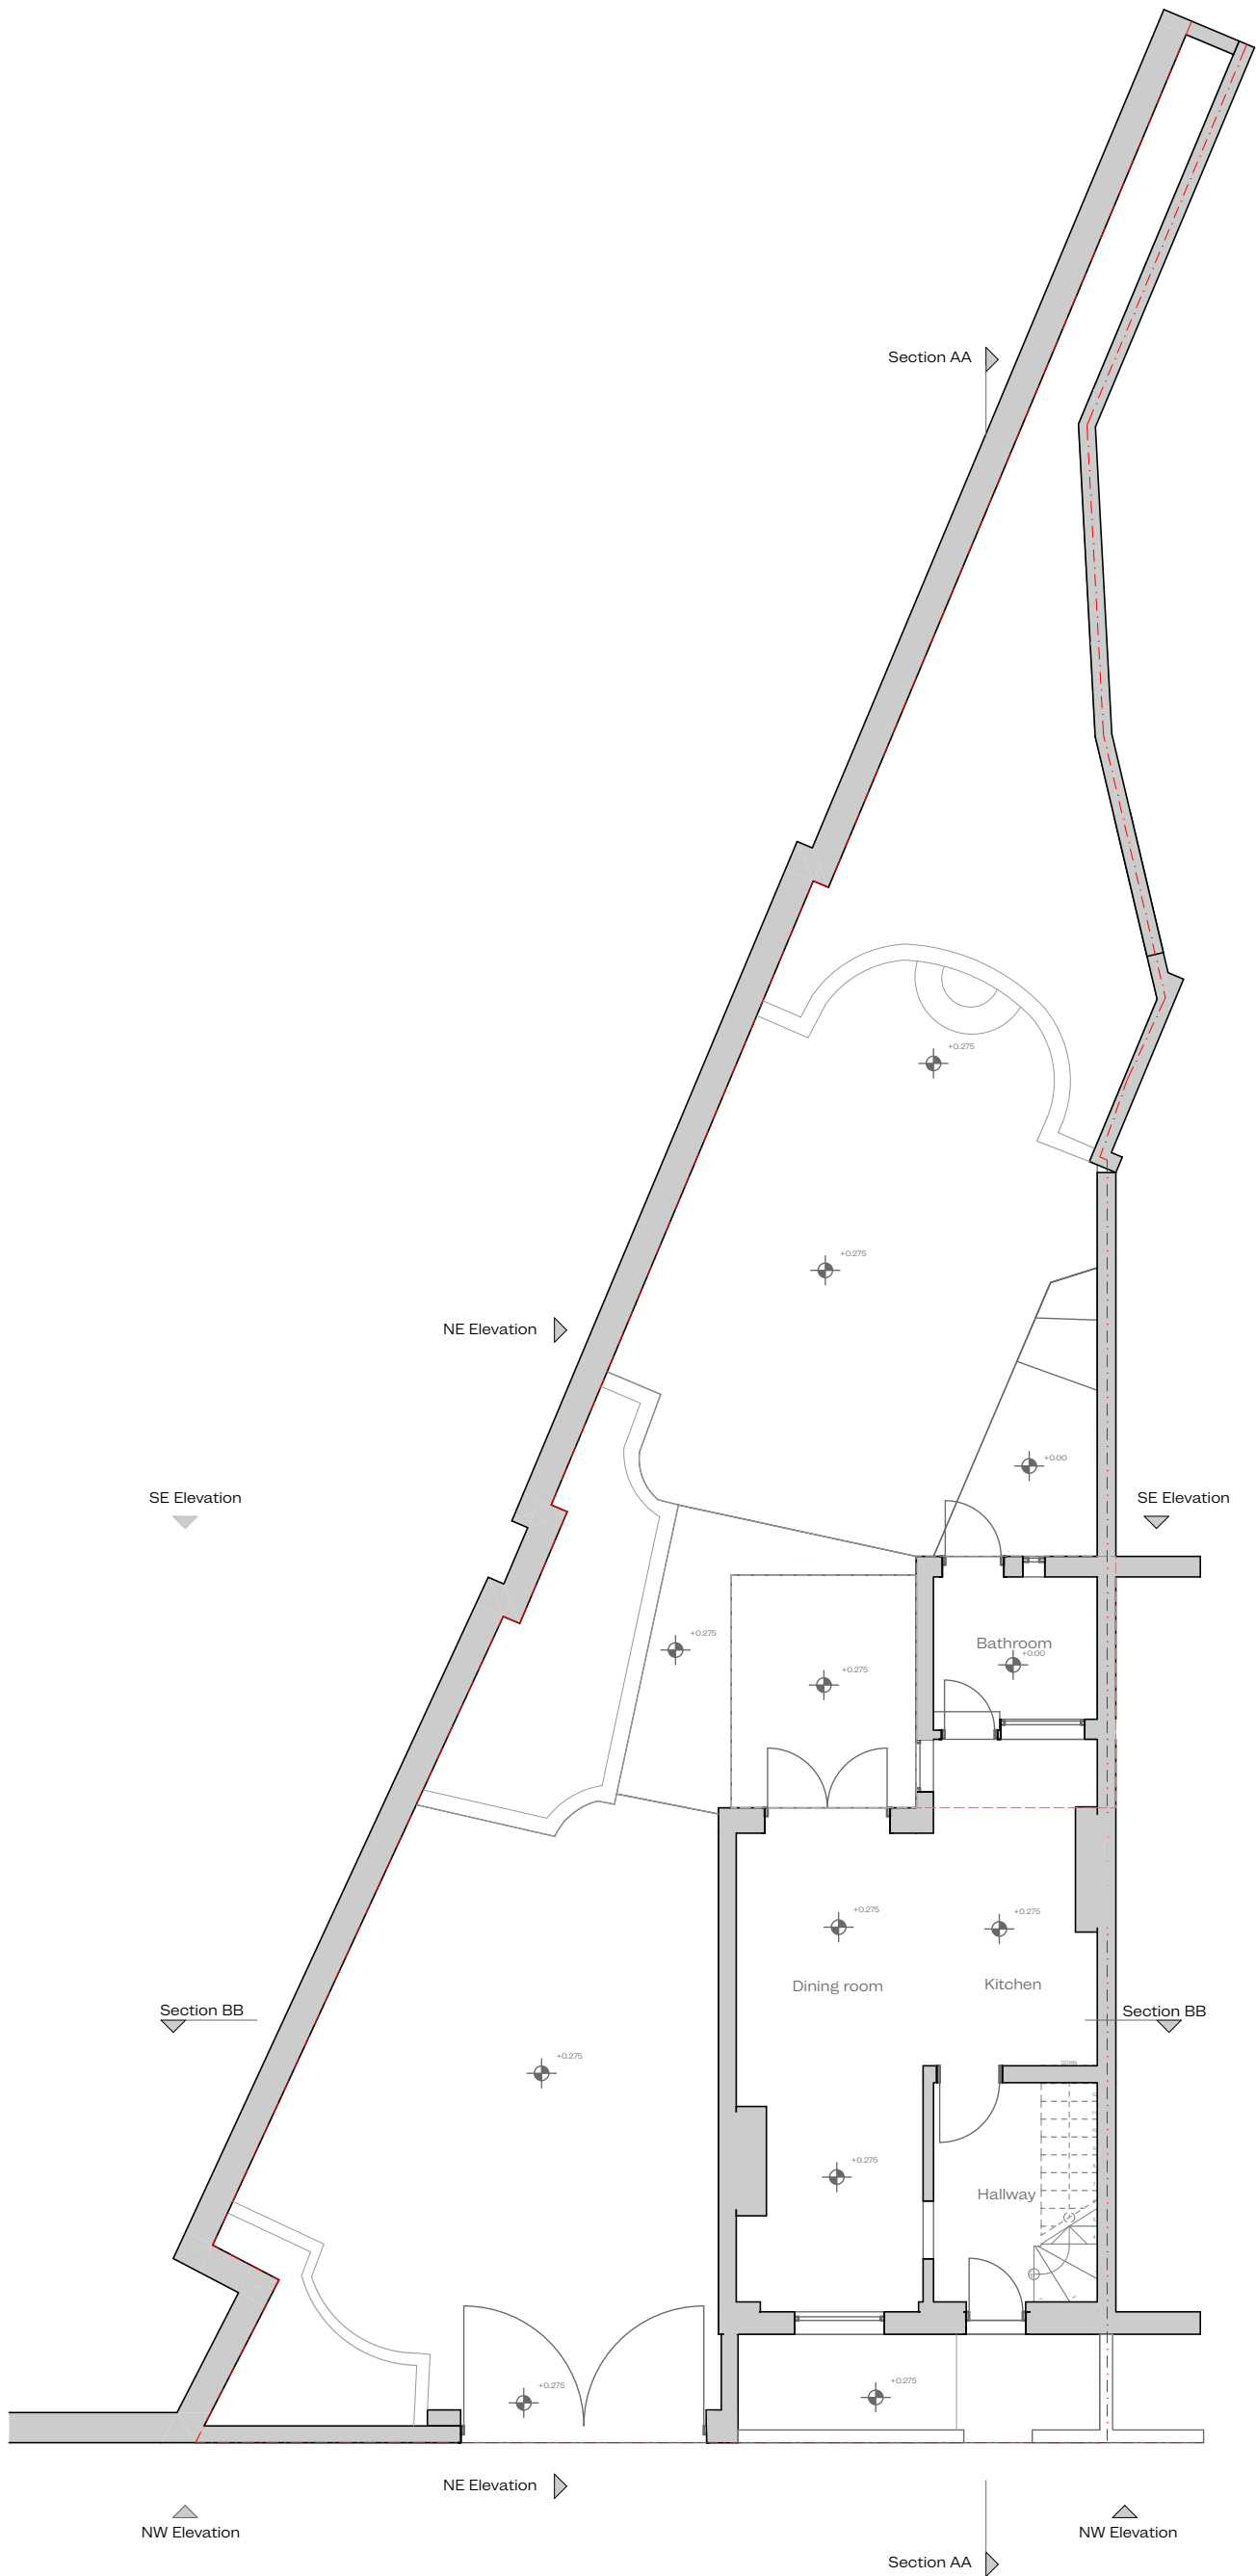 Section AA
+0.275
+0.275
NE Elevation
+0.00
SE Elevation
SE Elevation
+0.275
Bathroom
+0.00
+0.275
+0.275
+0.275
Dining room
Kitchen
Section BB
Section BB
+0.275
+0.275
Hallway
+0.275
+0.275
NE Elevation
NW Elevation
NW Elevation
Section AA